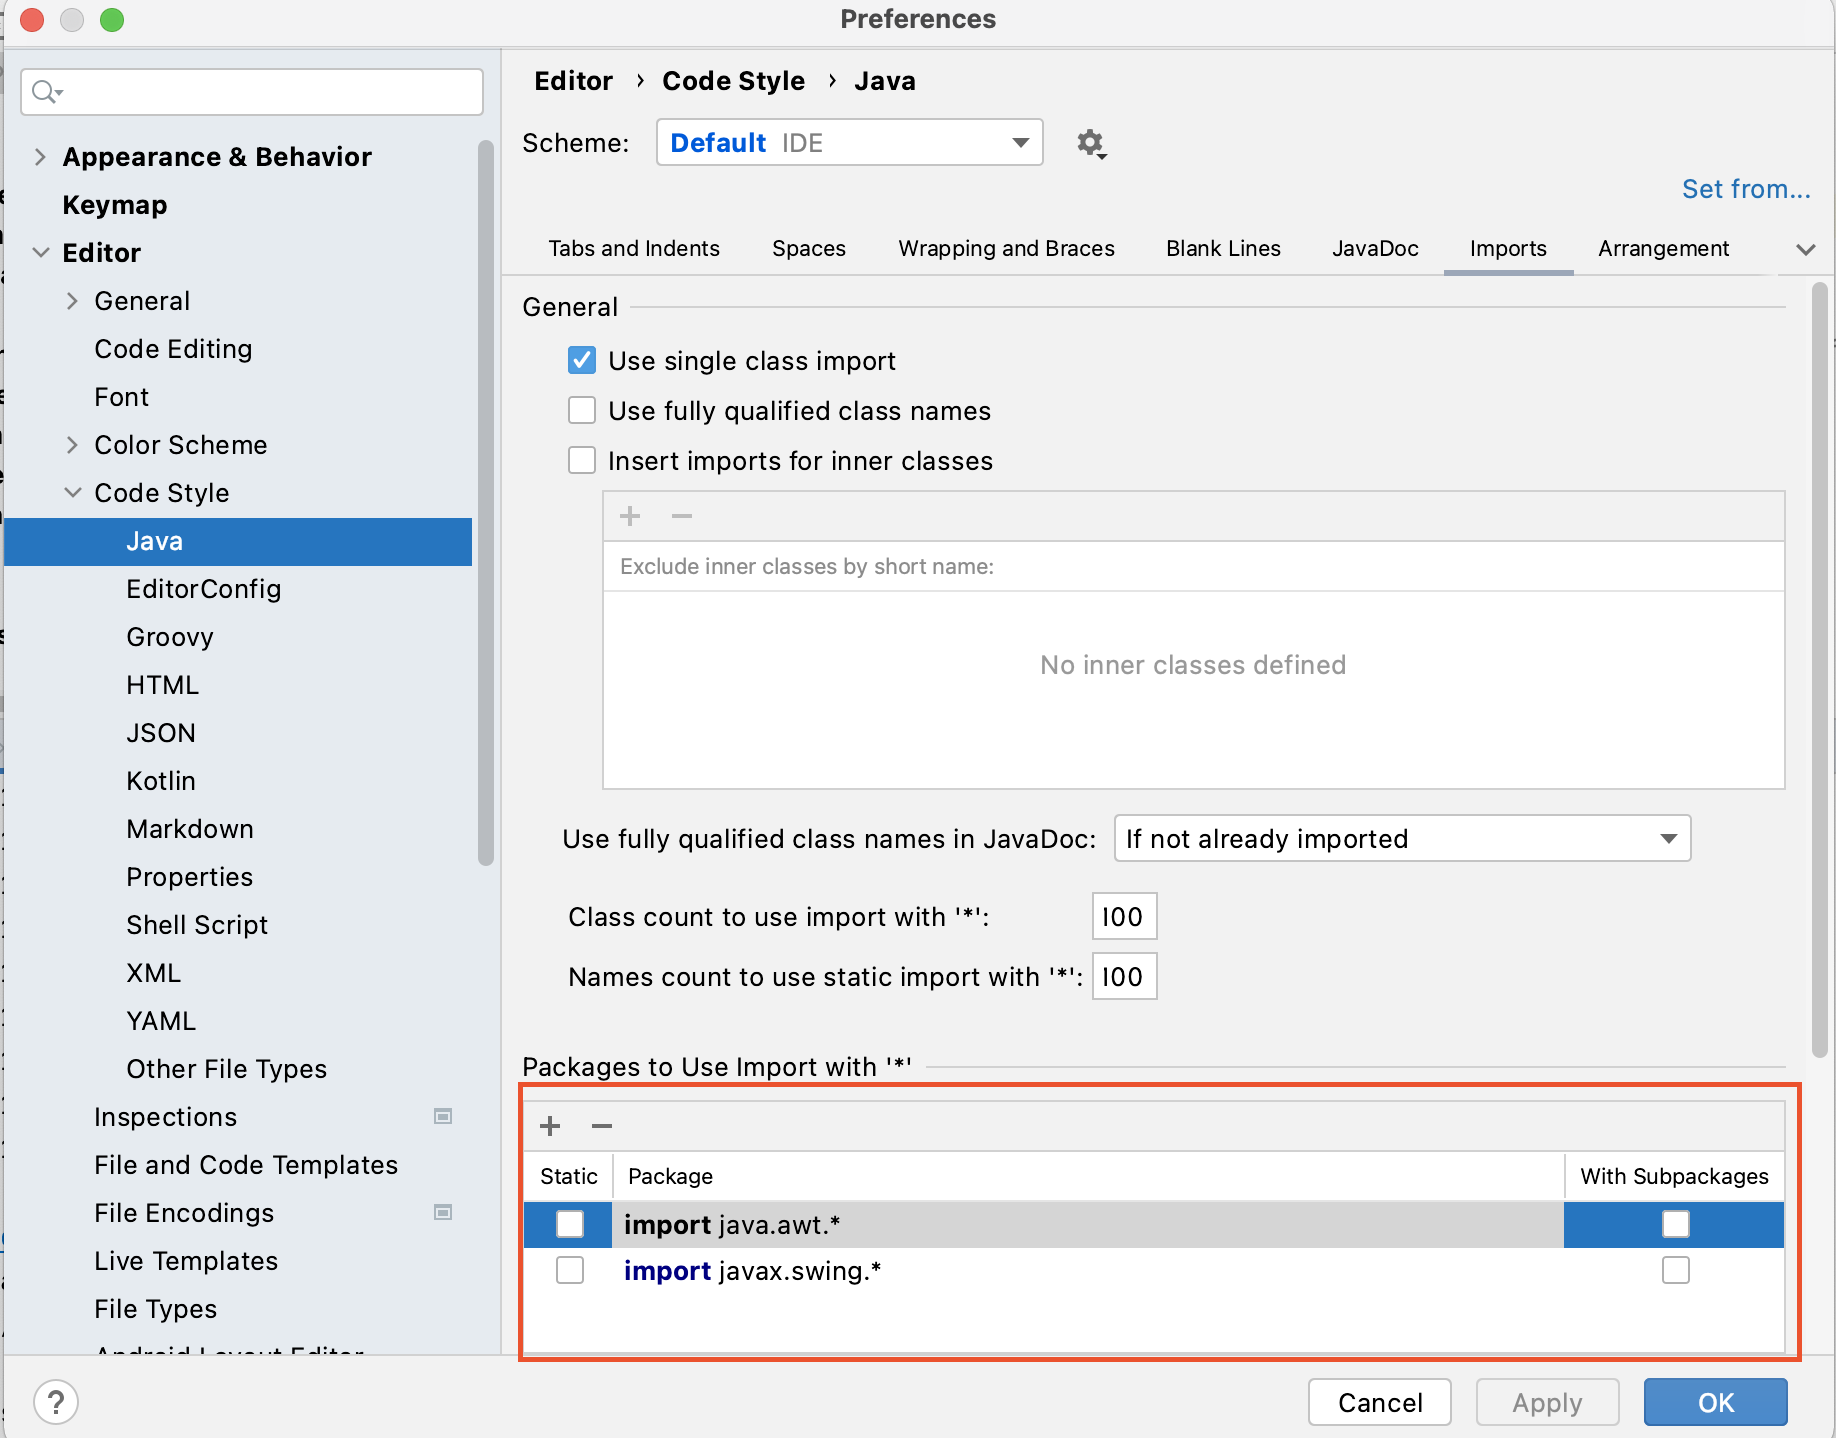 Preferences
Appearance & Behavior
Keymap
Editor
General
Code Editing
Font
Color Scheme
Code Style
Java
EditorConfig
Groovy
HTML
JSON
Kotlin
Markdown
Properties
Shell Script
XML
YAML
Other File Types
Inspections
File and Code Templates
File Encodings
Live Templates
File Types
Android Layout Editor
Editor › Code Style › Java
Scheme: Default IDE
Set from...
Tabs and Indents Spaces Wrapping and Braces Blank Lines JavaDoc Imports Arrangement
General
Use single class import
Use fully qualified class names
Insert imports for inner classes
Exclude inner classes by short name:
No inner classes defined
Use fully qualified class names in JavaDoc: If not already imported
Class count to use import with '*': 100
Names count to use static import with '*': 100
Packages to Use Import with '*'
Static Package With Subpackages
import java.awt.*
import javax.swing.*
? Cancel Apply OK